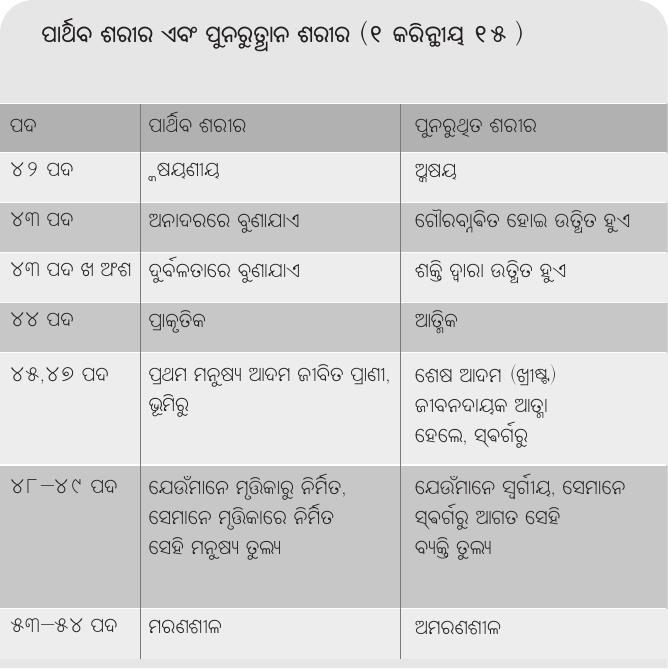 ପାର୍ଥିବ ଶରୀର ଏବଂ ପୁନରୁତ୍ଥାନ ଶରୀର (୧ କରିନ୍ଥୀୟ ୧୫ )
ପଦ ପାର୍ଥିବ ଶରୀର ପୁନରୁଥିତ ଶରୀର
୪୨ ପଦ କ୍ଷୟଣୀୟ ଅକ୍ଷୟ
୪୩ ପଦ ଅନାଦରରେ ବୁଣାଯାଏ ଗୌରବାନ୍ୱିତ ହୋଇ ଉତ୍ଥିତ ହୁଏ
୪୩ ପଦ ଖ ଅଂଶ ଦୁର୍ବଳତାରେ ବୁଣାଯାଏ ଶକ୍ତି ଦ୍ୱାରା ଉତ୍ଥିତ ହୁଏ
୪୪ ପଦ ପ୍ରାକୃତିକ ଆତ୍ମିକ
୪୫,୪୭ ପଦ ପ୍ରଥମ ମନୁଷ୍ୟ ଆଦମ ଜୀବିତ ପ୍ରାଣୀ, ଶେଷ ଆଦମ (ଖ୍ରୀଷ୍ଟ)
ଭୂମିରୁ ଜୀବନଦାୟକ ଆତ୍ମା
ହେଲେ, ସ୍ୱର୍ଗରୁ
୪୮–୪୯ ପଦ ଯେଉଁମାନେ ମୃତ୍ତିକାରୁ ନିର୍ମିତ, ଯେଉଁମାନେ ସ୍ୱର୍ଗୀୟ, ସେମାନେ
ସେମାନେ ମୃତ୍ତିକାରେ ନିର୍ମିତ ସ୍ୱର୍ଗରୁ ଆଗତ ସେହି
ସେହି ମନୁଷ୍ୟ ତୁଲ୍ୟ ବ୍ୟକ୍ତି ତୁଲ୍ୟ
୫୩–୫୪ ପଦ ମରଣଶୀଳ ଅମରଣଶୀଳ